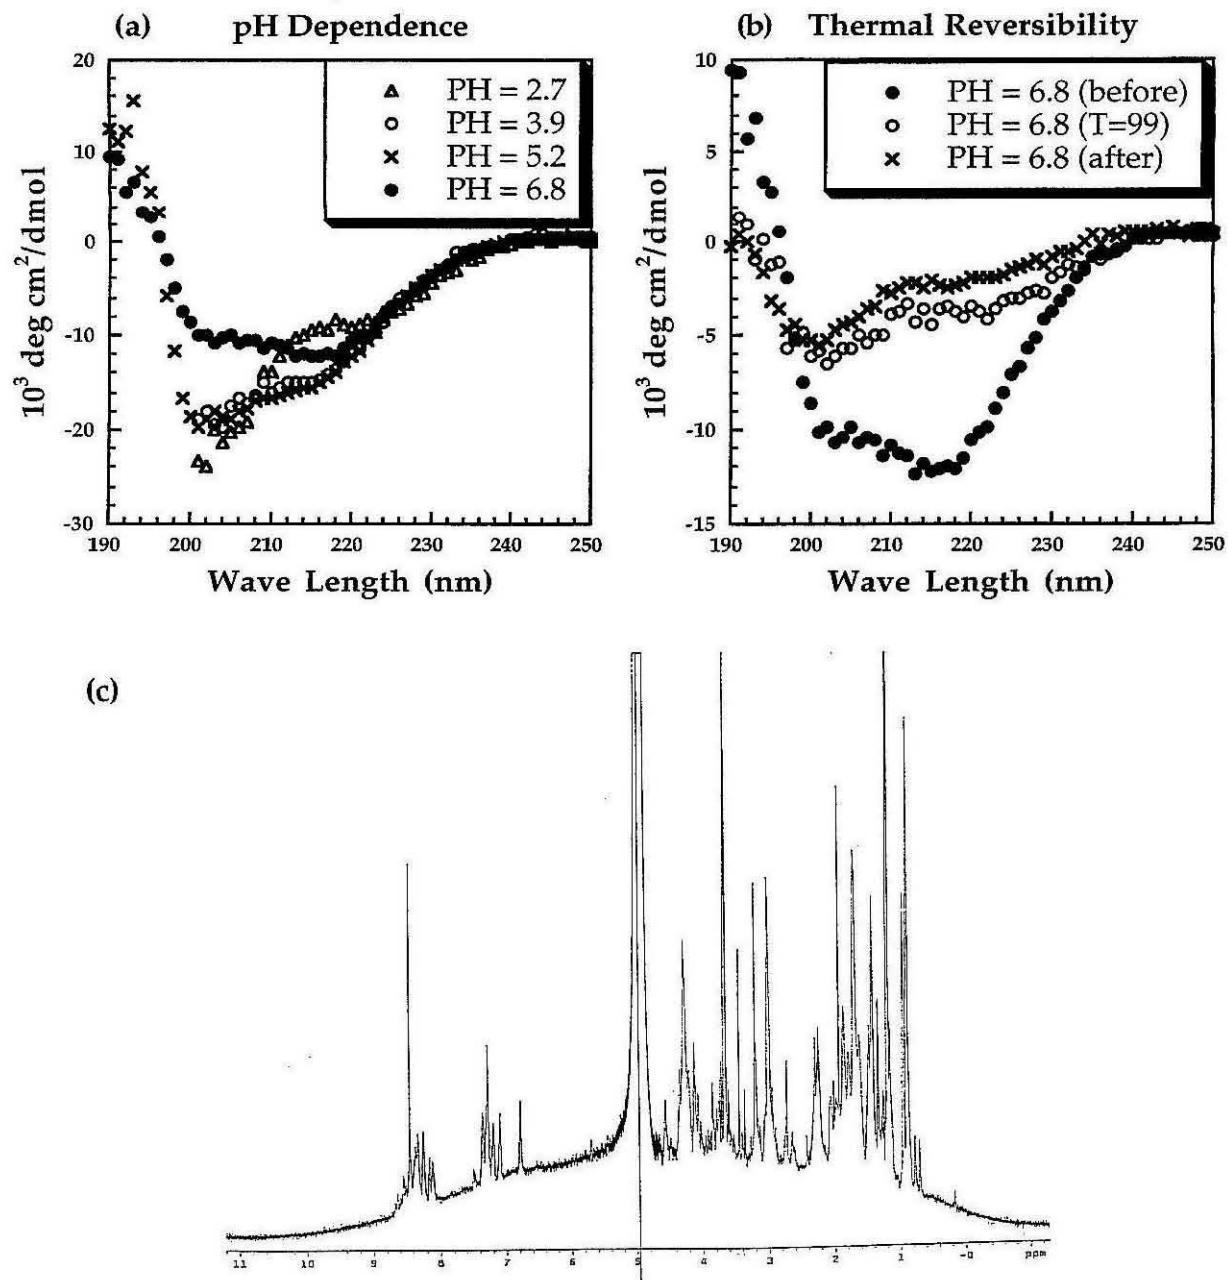 (a) pH Dependence
20
10
0
-10
-20
-30
10³ deg cm²/dmol
PH = 2.7
PH = 3.9
PH = 5.2
PH = 6.8
190 200 210 220 230 240 250
Wave Length (nm)
(b) Thermal Reversibility
10
5
0
-5
-10
-15
10³ deg cm²/dmol
PH = 6.8 (before)
PH = 6.8 (T=99)
PH = 6.8 (after)
190 200 210 220 230 240 250
Wave Length (nm)
(c)
11 10 9 8 7 6 5 4 3 2 1 -0 ppm